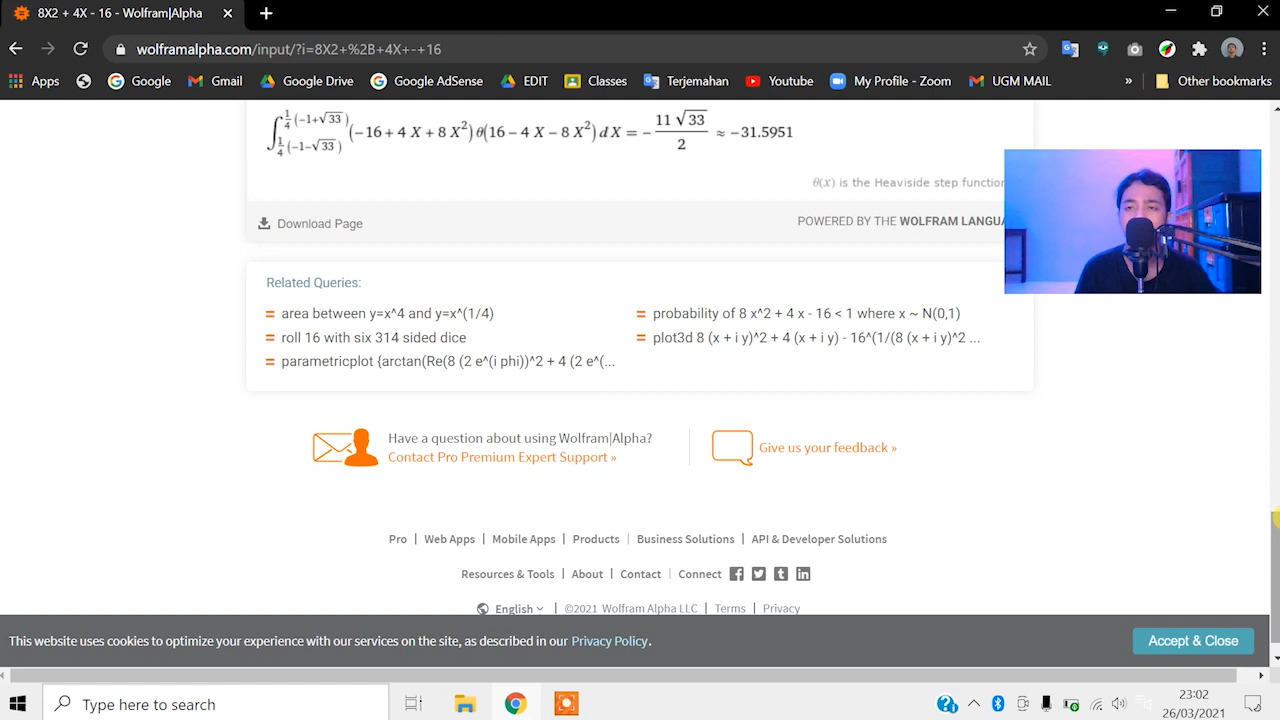 8X2 + 4X - 16 - Wolfram|Alpha
wolframalpha.com/input/?i=8X2+%2B+4X+-+16
Apps
Google
Gmail
Google Drive
Google AdSense
EDIT
Classes
Terjemahan
Youtube
My Profile - Zoom
UGM MAIL
»
Other bookmarks
∫_{1/4 (−1−√33)}^{1/4 (−1+√33)} (−16 + 4 X + 8 X²) θ(16 − 4 X − 8 X²) d X = − 11 √33 / 2 ≈ −31.5951
θ(x) is the Heaviside step function
Download Page
POWERED BY THE WOLFRAM LANGUA
Related Queries:
= area between y=x^4 and y=x^(1/4)
= probability of 8 x^2 + 4 x - 16 < 1 where x ~ N(0,1)
= roll 16 with six 314 sided dice
= plot3d 8 (x + i y)^2 + 4 (x + i y) - 16^(1/(8 (x + i y)^2 ...
= parametricplot {arctan(Re(8 (2 e^(i phi))^2 + 4 (2 e^(...
Have a question about using Wolfram|Alpha?
Contact Pro Premium Expert Support »
Give us your feedback »
Pro | Web Apps | Mobile Apps | Products | Business Solutions | API & Developer Solutions
Resources & Tools | About | Contact | Connect
English | ©2021 Wolfram Alpha LLC | Terms | Privacy
This website uses cookies to optimize your experience with our services on the site, as described in our Privacy Policy.
Accept & Close
Type here to search
23:02
26/03/2021